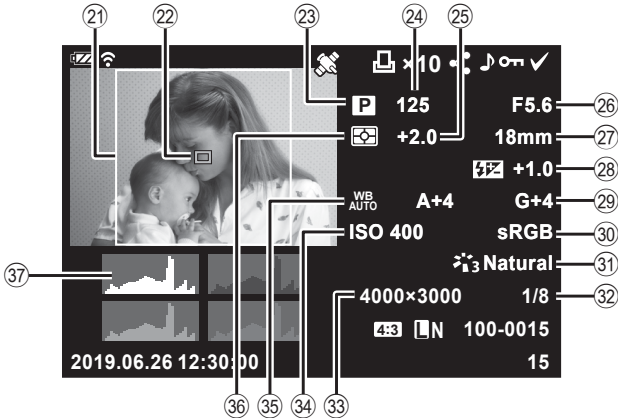 ㉓ ㉔ ㉕
㉑ ㉒
×10
P 125 F5.6 ㉖
+2.0 18mm ㉗
+1.0 ㉘
WB AUTO A+4 G+4 ㉙
ISO 400 sRGB ㉚
3 Natural ㉛
㊲
4000×3000 1/8 ㉜
4:3 LN 100-0015
2019.06.26 12:30:00 15
㊱ ㉟ ㉞ ㉝